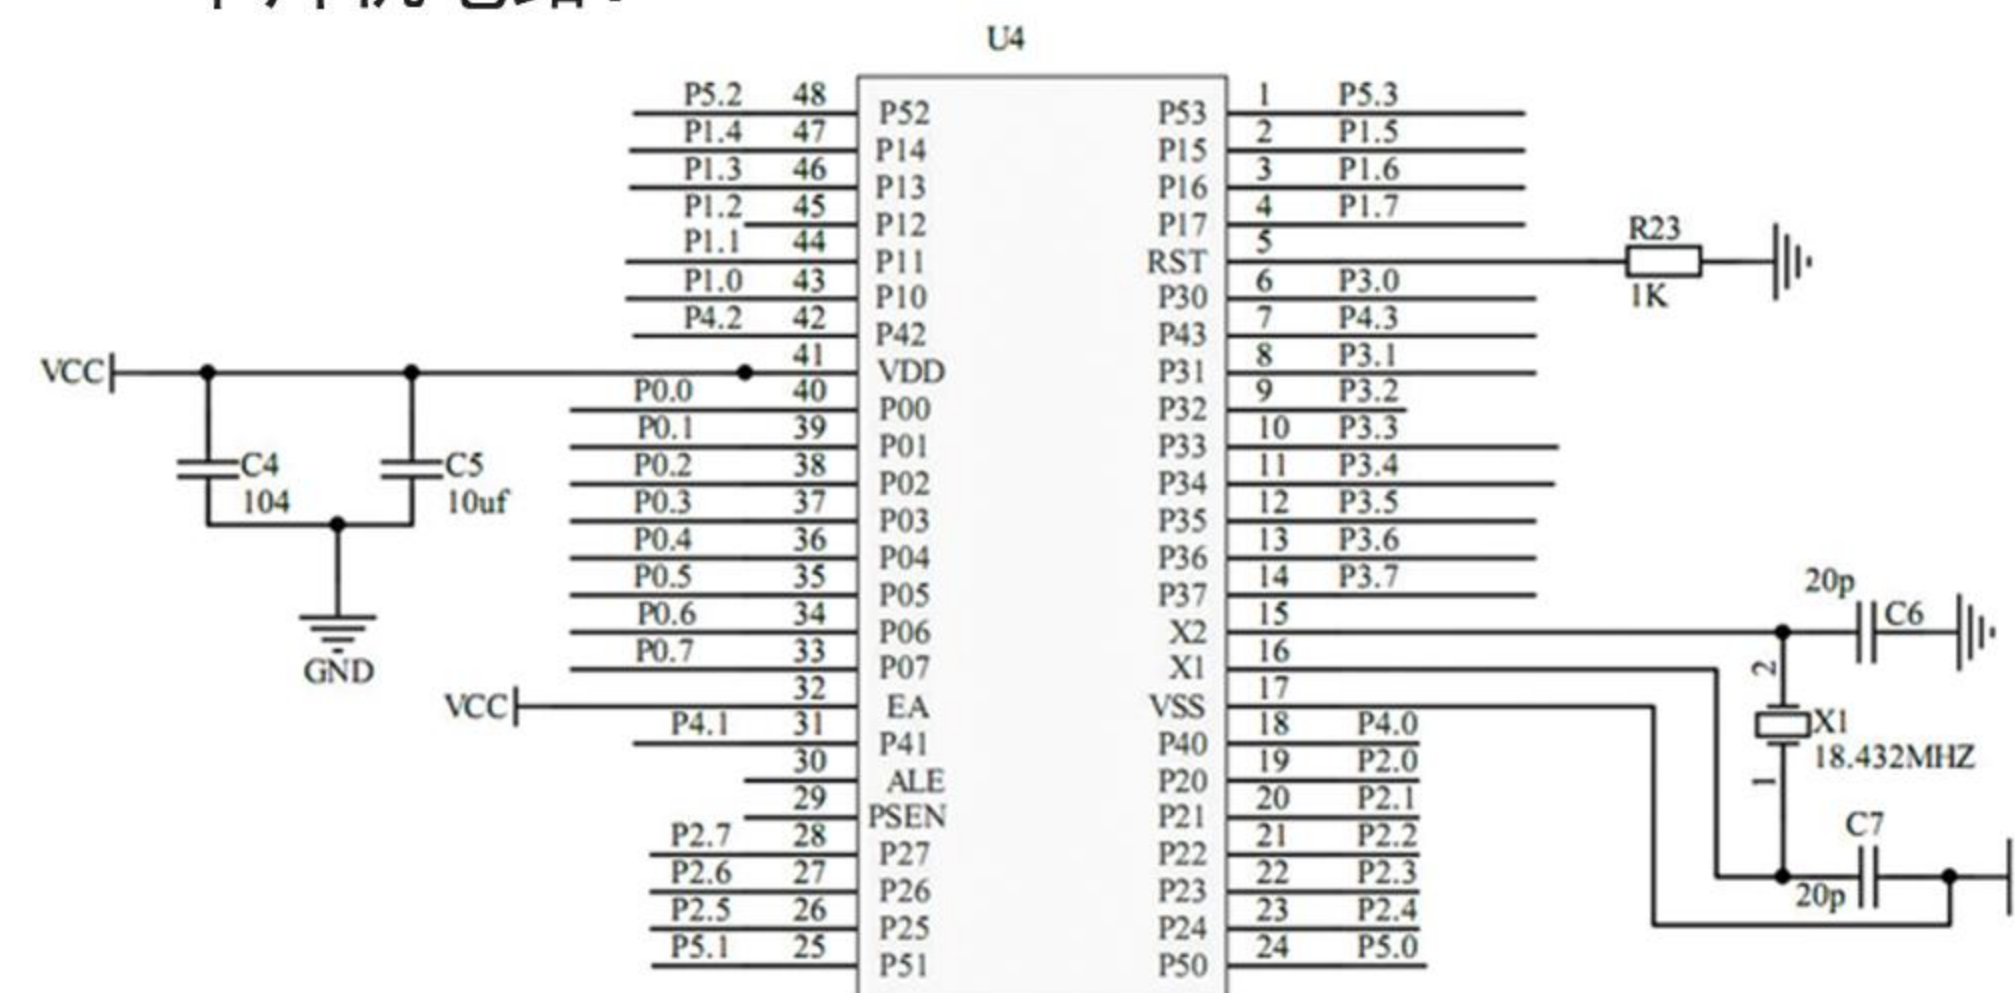 U4
P5.2 48 P52 P53 1 P5.3
P1.4 47 P14 P15 2 P1.5
P1.3 46 P13 P16 3 P1.6
P1.2 45 P12 P17 4 P1.7
P1.1 44 P11 RST 5 R23 1K
P1.0 43 P10 P30 6 P3.0
P4.2 42 P42 P43 7 P4.3
VCC 41 VDD P31 8 P3.1
P0.0 40 P00 P32 9 P3.2
P0.1 39 P01 P33 10 P3.3
C4 104 C5 10uf
P0.2 38 P02 P34 11 P3.4
P0.3 37 P03 P35 12 P3.5
P0.4 36 P04 P36 13 P3.6
P0.5 35 P05 P37 14 P3.7
P0.6 34 P06 X2 15 20p C6
GND
P0.7 33 P07 X1 16 2
VCC 32 EA VSS 17
X1 18.432MHZ
P4.1 31 P41 P40 18 P4.0
30 ALE P20 19 P2.0 1
29 PSEN P21 20 P2.1
P2.7 28 P27 P22 21 P2.2
P2.6 27 P26 P23 22 P2.3
C7 20p
P2.5 26 P25 P24 23 P2.4
P5.1 25 P51 P50 24 P5.0